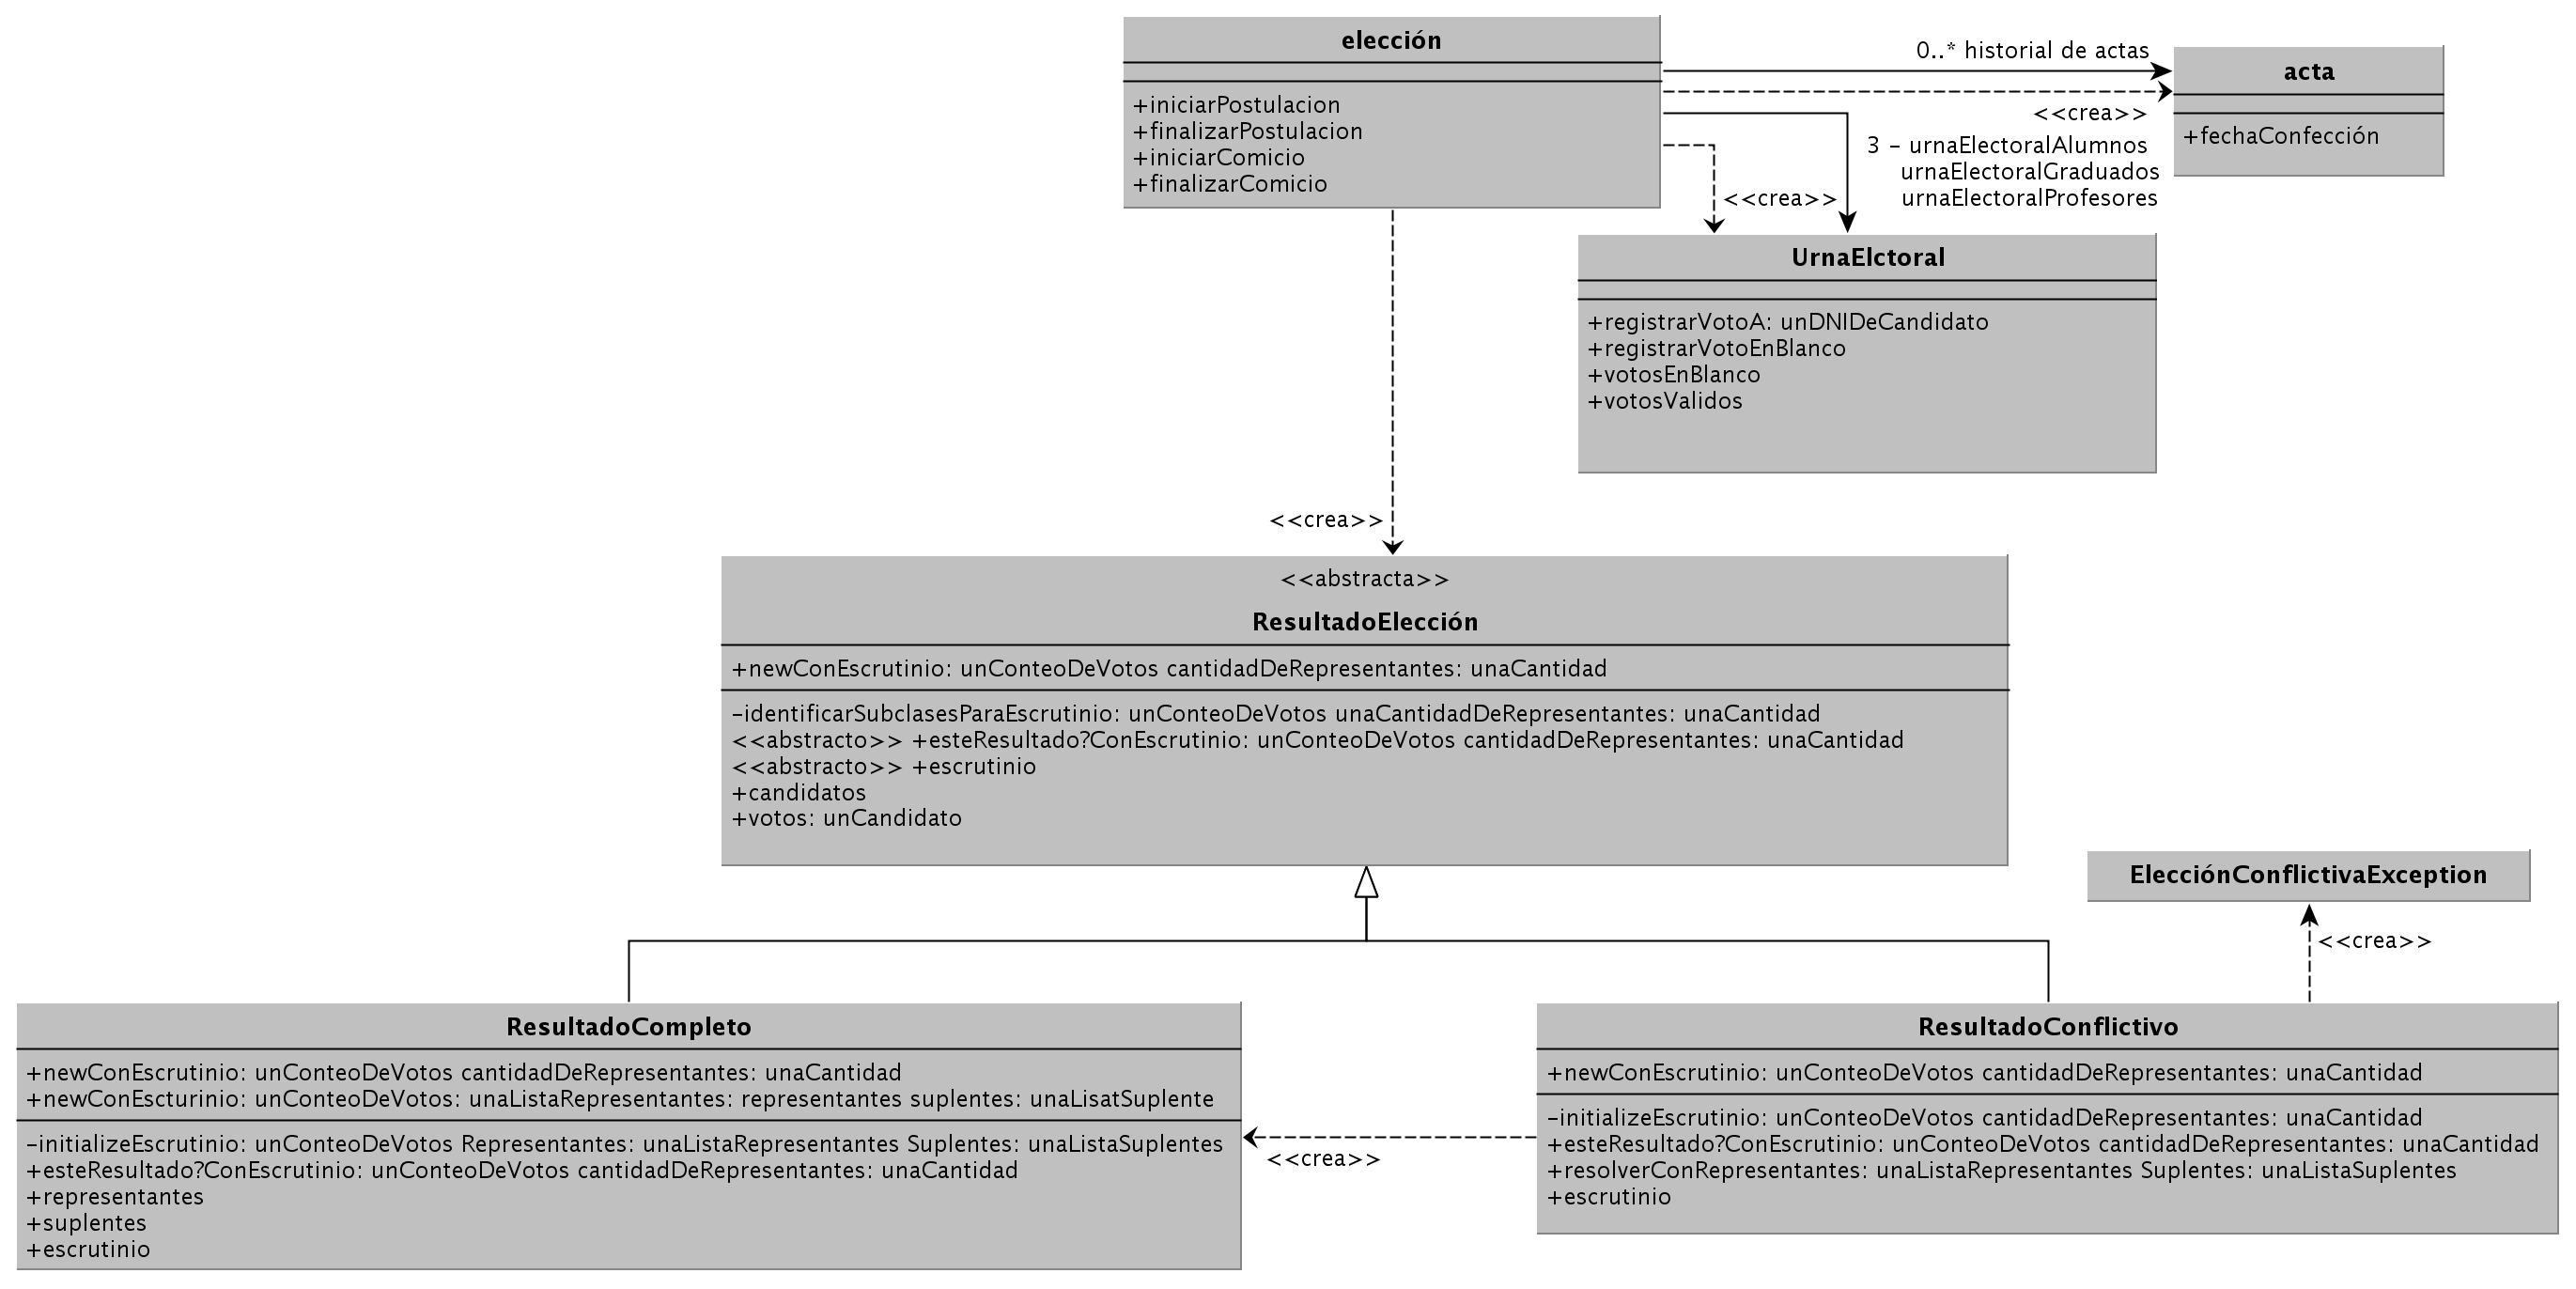 elección
+iniciarPostulacion
+finalizarPostulacion
+iniciarComicio
+finalizarComicio
0..* historial de actas
<<crea>>
acta
+fechaConfección
3 - urnaElectoralAlumnos
urnaElectoralGraduados
urnaElectoralProfesores
<<crea>>
UrnaElctoral
+registrarVotoA: unDNIDeCandidato
+registrarVotoEnBlanco
+votosEnBlanco
+votosValidos
<<crea>>
<<abstracta>>
ResultadoElección
+newConEscrutinio: unConteoDeVotos cantidadDeRepresentantes: unaCantidad
-identificarSubclasesParaEscrutinio: unConteoDeVotos unaCantidadDeRepresentantes: unaCantidad
<<abstracto>> +esteResultado?ConEscrutinio: unConteoDeVotos cantidadDeRepresentantes: unaCantidad
<<abstracto>> +escrutinio
+candidatos
+votos: unCandidato
ElecciónConflictivaException
<<crea>>
ResultadoCompleto
+newConEscrutinio: unConteoDeVotos cantidadDeRepresentantes: unaCantidad
+newConEscturinio: unConteoDeVotos: unaListaRepresentantes: representantes suplentes: unaLisatSuplente
-initializeEscrutinio: unConteoDeVotos Representantes: unaListaRepresentantes Suplentes: unaListaSuplentes
+esteResultado?ConEscrutinio: unConteoDeVotos cantidadDeRepresentantes: unaCantidad
+representantes
+suplentes
+escrutinio
<<crea>>
ResultadoConflictivo
+newConEscrutinio: unConteoDeVotos cantidadDeRepresentantes: unaCantidad
-initializeEscrutinio: unConteoDeVotos cantidadDeRepresentantes: unaCantidad
+esteResultado?ConEscrutinio: unConteoDeVotos cantidadDeRepresentantes: unaCantidad
+resolverConRepresentantes: unaListaRepresentantes Suplentes: unaListaSuplentes
+escrutinio